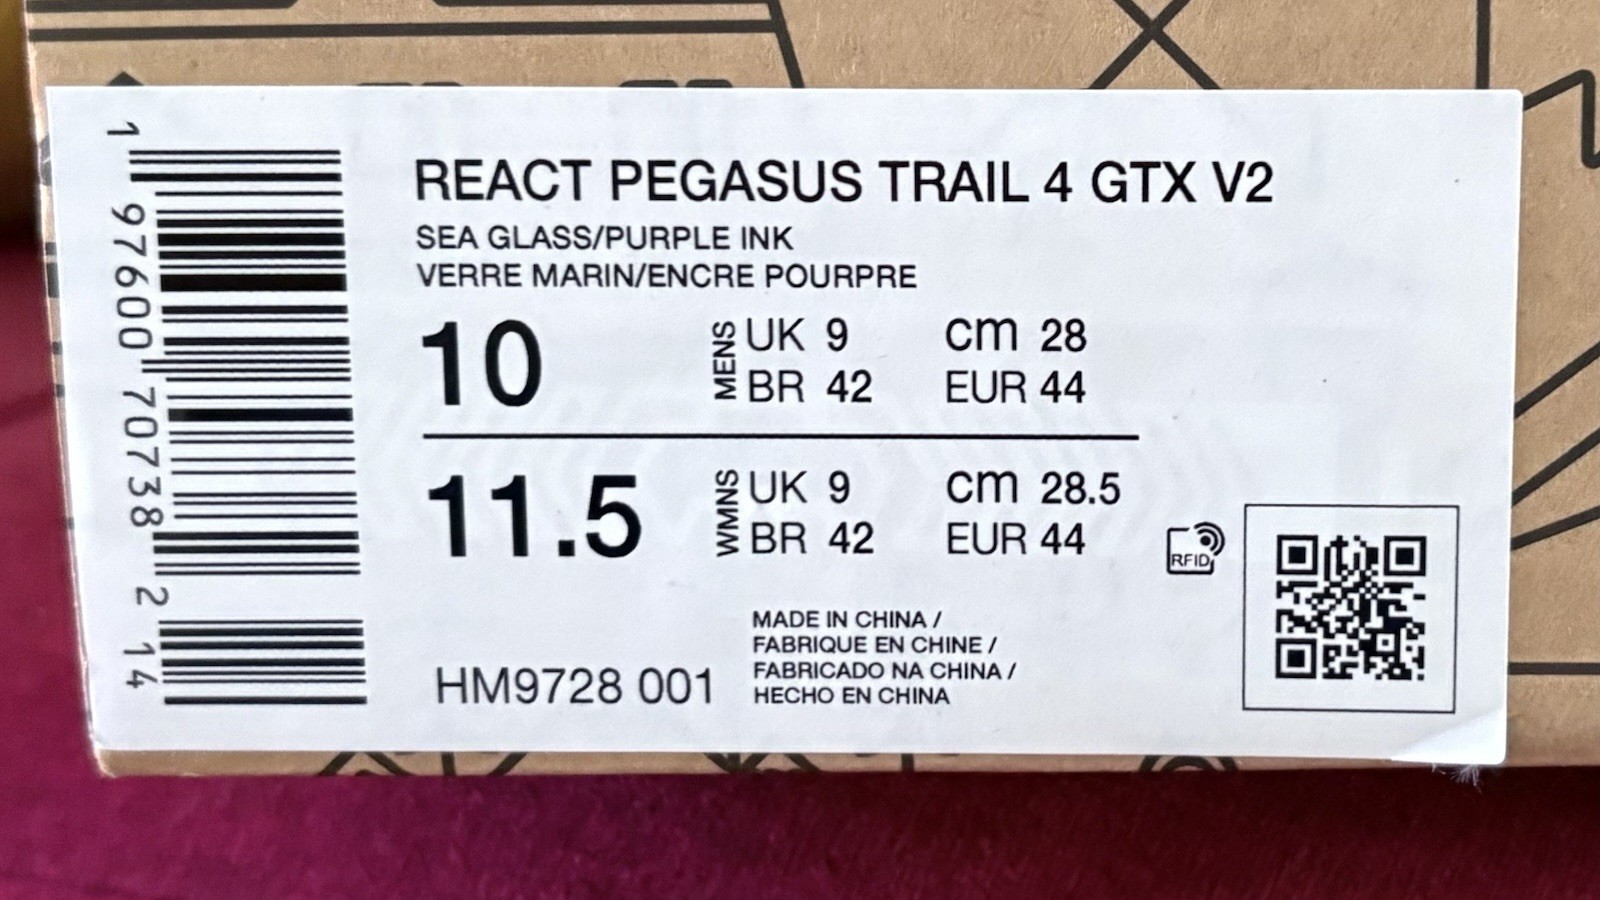 1 97600 70738 2 14
REACT PEGASUS TRAIL 4 GTX V2
SEA GLASS/PURPLE INK
VERRE MARIN/ENCRE POURPRE
10 MENS UK 9 cm 28
BR 42 EUR 44
11.5 WMNS UK 9 cm 28.5
BR 42 EUR 44
RFID
HM9728 001
MADE IN CHINA /
FABRIQUE EN CHINE /
FABRICADO NA CHINA /
HECHO EN CHINA